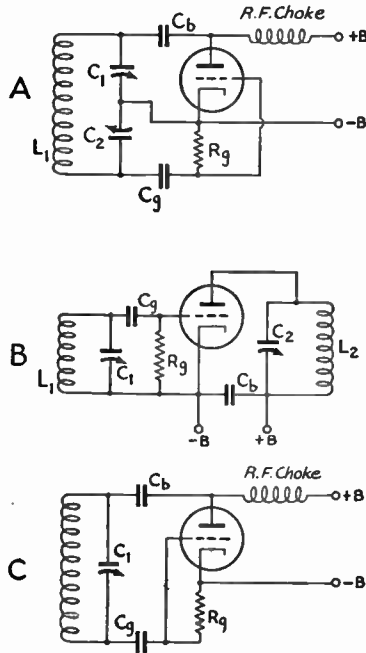 R.F. Choke
Cb
+B
A
C1
C2
-B
L1
Rg
Cg
B
Cg
C1
Rg
L1
C2
L2
Cb
-B
+B
R.F. Choke
Cb
+B
C
C1
-B
Cg
Rg